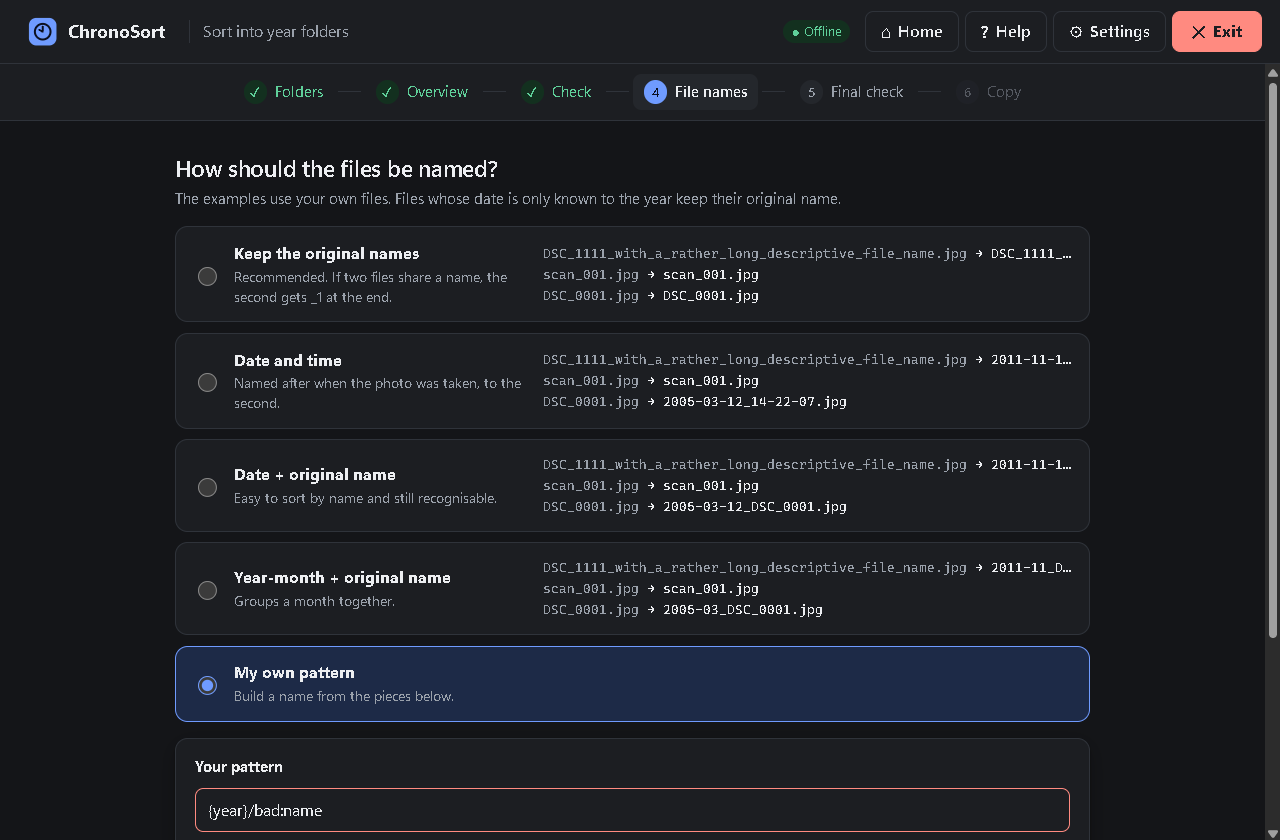 ChronoSort
Sort into year folders
● Offline
⌂ Home
? Help
⚙ Settings
✕ Exit
✓ Folders
✓ Overview
✓ Check
4 File names
5 Final check
6 Copy
How should the files be named?
The examples use your own files. Files whose date is only known to the year keep their original name.
Keep the original names
Recommended. If two files share a name, the
second gets _1 at the end.
DSC_1111_with_a_rather_long_descriptive_file_name.jpg → DSC_1111_…
scan_001.jpg → scan_001.jpg
DSC_0001.jpg → DSC_0001.jpg
Date and time
Named after when the photo was taken, to the
second.
DSC_1111_with_a_rather_long_descriptive_file_name.jpg → 2011-11-1…
scan_001.jpg → scan_001.jpg
DSC_0001.jpg → 2005-03-12_14-22-07.jpg
Date + original name
Easy to sort by name and still recognisable.
DSC_1111_with_a_rather_long_descriptive_file_name.jpg → 2011-11-1…
scan_001.jpg → scan_001.jpg
DSC_0001.jpg → 2005-03-12_DSC_0001.jpg
Year-month + original name
Groups a month together.
DSC_1111_with_a_rather_long_descriptive_file_name.jpg → 2011-11_D…
scan_001.jpg → scan_001.jpg
DSC_0001.jpg → 2005-03_DSC_0001.jpg
My own pattern
Build a name from the pieces below.
Your pattern
{year}/bad:name